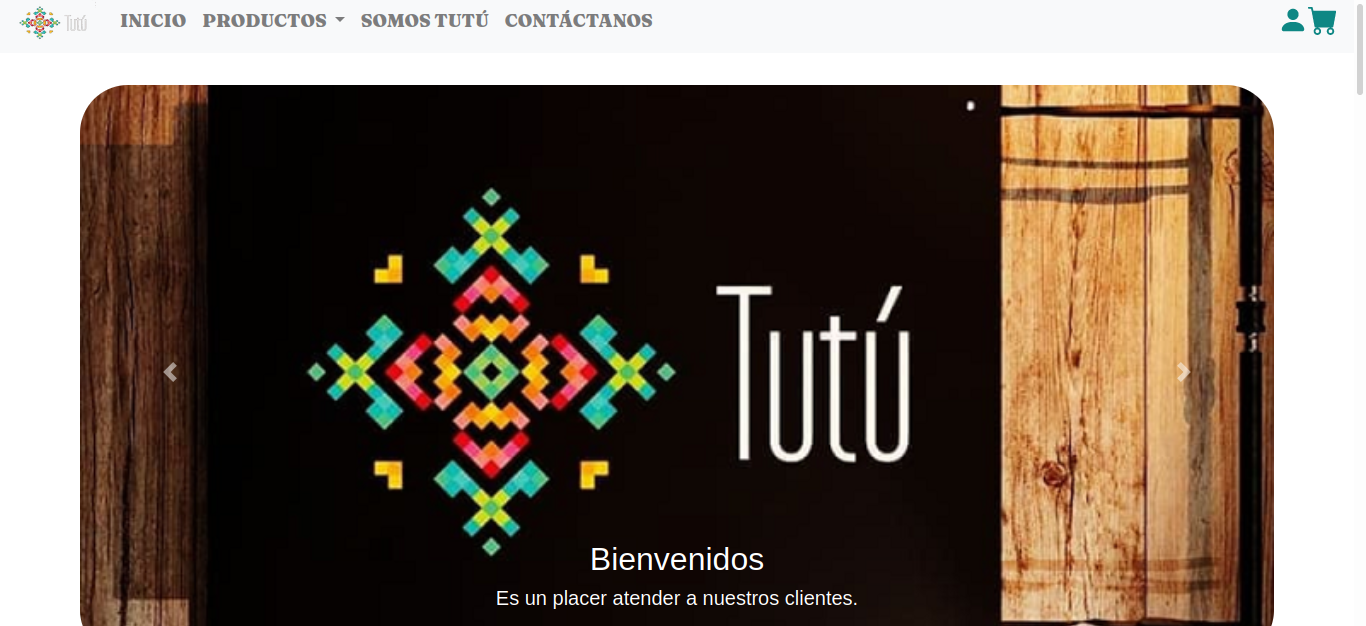 Tutú
INICIO PRODUCTOS SOMOS TUTÚ CONTÁCTANOS
Tutú
Bienvenidos
Es un placer atender a nuestros clientes.